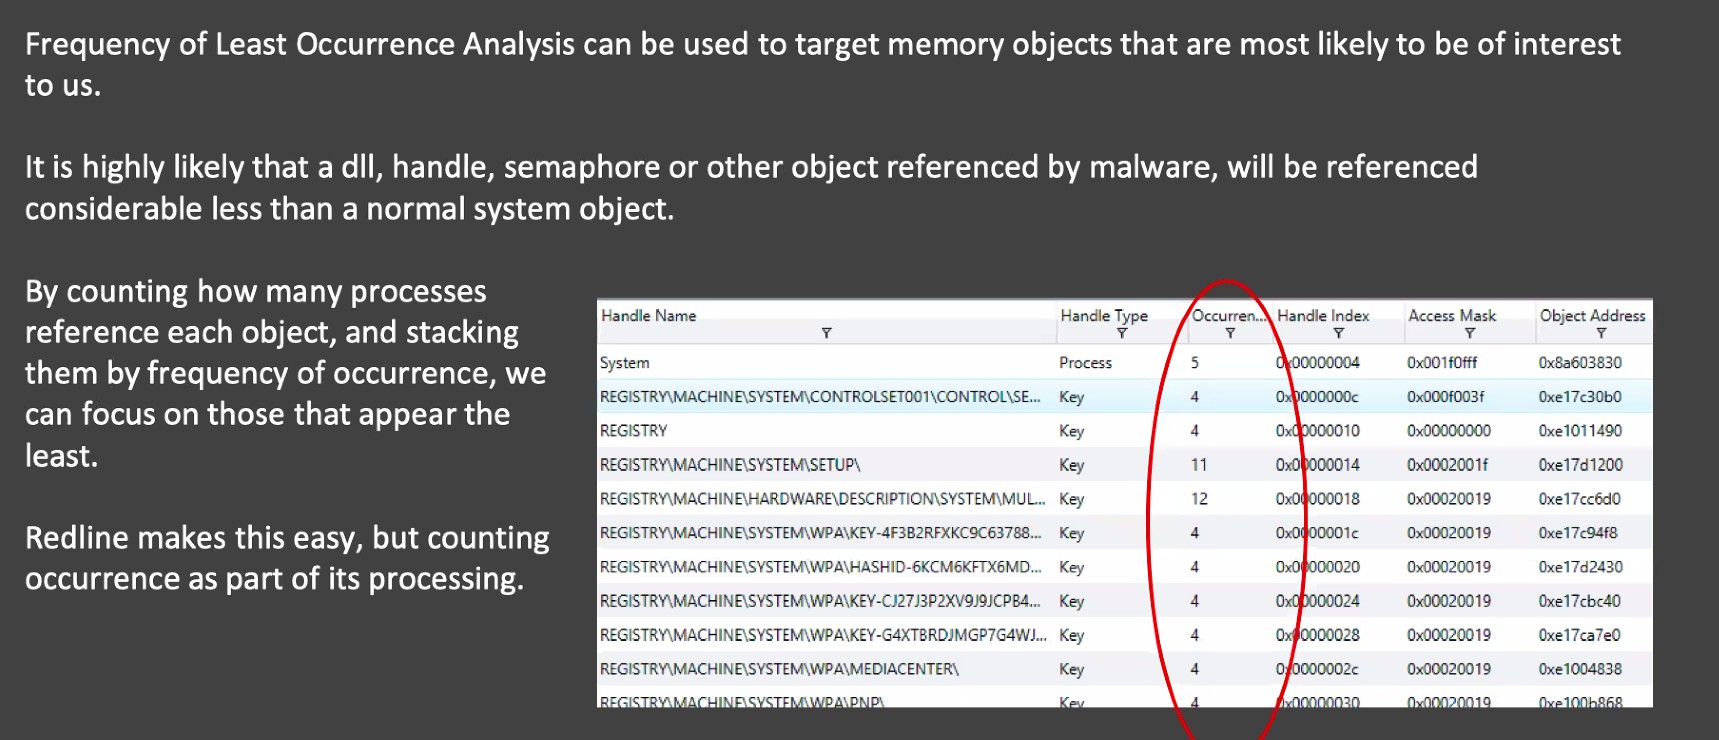 Frequency of Least Occurrence Analysis can be used to target memory objects that are most likely to be of interest
to us.
It is highly likely that a dll, handle, semaphore or other object referenced by malware, will be referenced
considerable less than a normal system object.
By counting how many processes
reference each object, and stacking
them by frequency of occurrence, we
can focus on those that appear the
least.
Redline makes this easy, but counting
occurrence as part of its processing.
Handle Name Handle Type Occurren... Handle Index Access Mask Object Address
System Process 5 0x00000004 0x001f0fff 0x8a603830
REGISTRY\MACHINE\SYSTEM\CONTROLSET001\CONTROL\SE... Key 4 0x0000000c 0x000f003f 0xe17c30b0
REGISTRY Key 4 0x00000010 0x00000000 0xe1011490
REGISTRY\MACHINE\SYSTEM\SETUP\ Key 11 0x00000014 0x0002001f 0xe17d1200
REGISTRY\MACHINE\HARDWARE\DESCRIPTION\SYSTEM\MUL... Key 12 0x00000018 0x00020019 0xe17cc6d0
REGISTRY\MACHINE\SYSTEM\WPA\KEY-4F3B2RFXKC9C63788... Key 4 0x0000001c 0x00020019 0xe17c94f8
REGISTRY\MACHINE\SYSTEM\WPA\HASHID-6KCM6KFTX6MD... Key 4 0x00000020 0x00020019 0xe17d2430
REGISTRY\MACHINE\SYSTEM\WPA\KEY-CJ27J3P2XV9J9JCPB4... Key 4 0x00000024 0x00020019 0xe17cbc40
REGISTRY\MACHINE\SYSTEM\WPA\KEY-G4XTBRDJMGP7G4WJ... Key 4 0x00000028 0x00020019 0xe17ca7e0
REGISTRY\MACHINE\SYSTEM\WPA\MEDIACENTER\ Key 4 0x0000002c 0x00020019 0xe1004838
REGISTRY\MACHINE\SYSTEM\WPA\PNP\ Key 4 0x00000030 0x00020019 0xe100b868